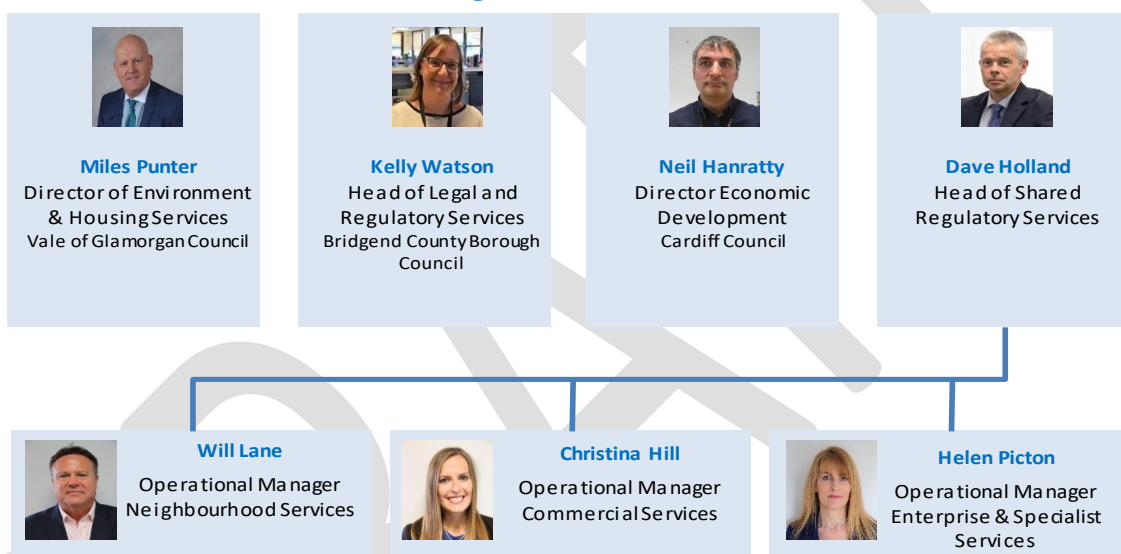 Miles Punter
Director of Environment
& Housing Services
Vale of Glamorgan Council
Kelly Watson
Head of Legal and
Regulatory Services
Bridgend County Borough
Council
Neil Hanratty
Director Economic
Development
Cardiff Council
Dave Holland
Head of Shared
Regulatory Services
Will Lane
Operational Manager
Neighbourhood Services
Christina Hill
Operational Manager
Commercial Services
Helen Picton
Operational Manager
Enterprise & Specialist
Services